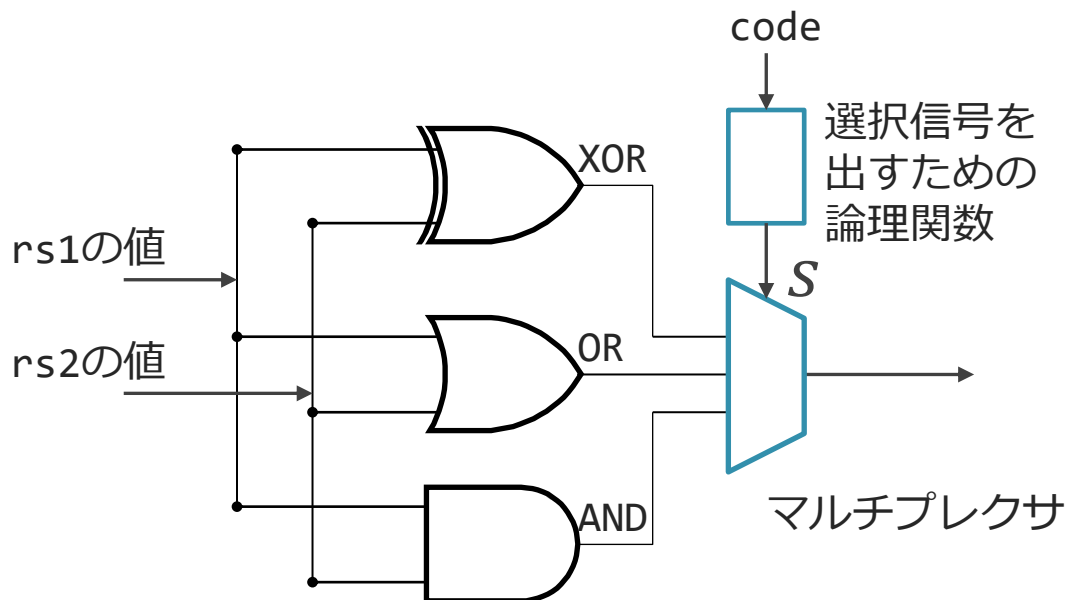 code
選択信号を
出すための
論理関数
XOR
rs1の値
S
OR
rs2の値
AND
マルチプレクサ